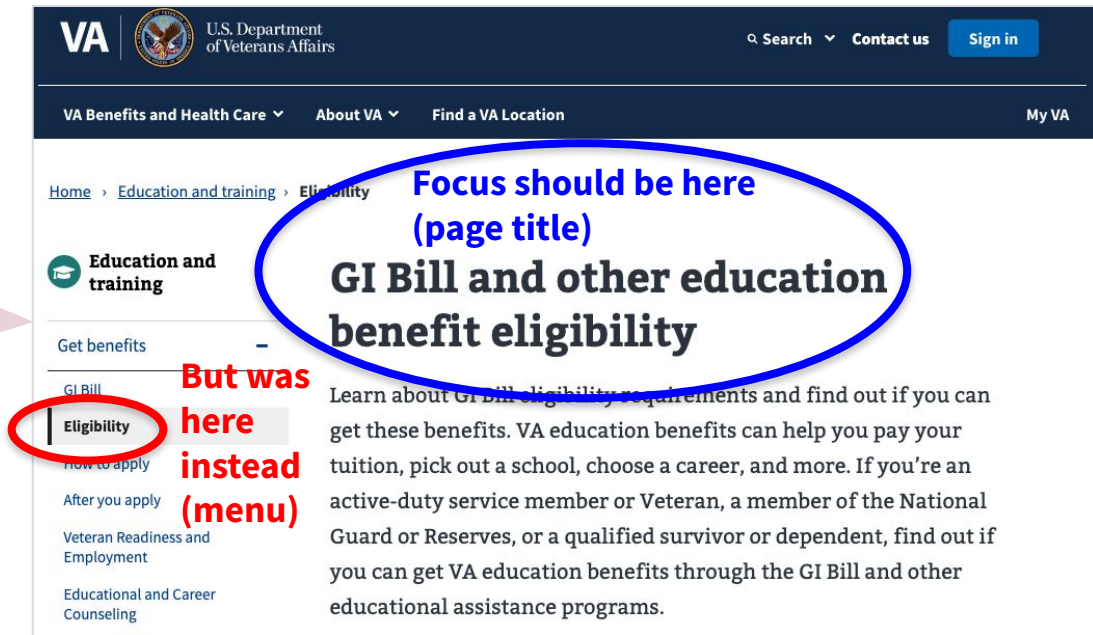 VA
U.S. Department
of Veterans Affairs
Search
Contact us
Sign in
VA Benefits and Health Care
About VA
Find a VA Location
My VA
Home › Education and training › Eligibility
Focus should be here
(page title)
Education and
training
GI Bill and other education
benefit eligibility
Get benefits
GI Bill
Eligibility
How to apply
After you apply
Veteran Readiness and
Employment
Educational and Career
Counseling
But was
here
instead
(menu)
Learn about GI Bill eligibility requirements and find out if you can
get these benefits. VA education benefits can help you pay your
tuition, pick out a school, choose a career, and more. If you’re an
active-duty service member or Veteran, a member of the National
Guard or Reserves, or a qualified survivor or dependent, find out if
you can get VA education benefits through the GI Bill and other
educational assistance programs.